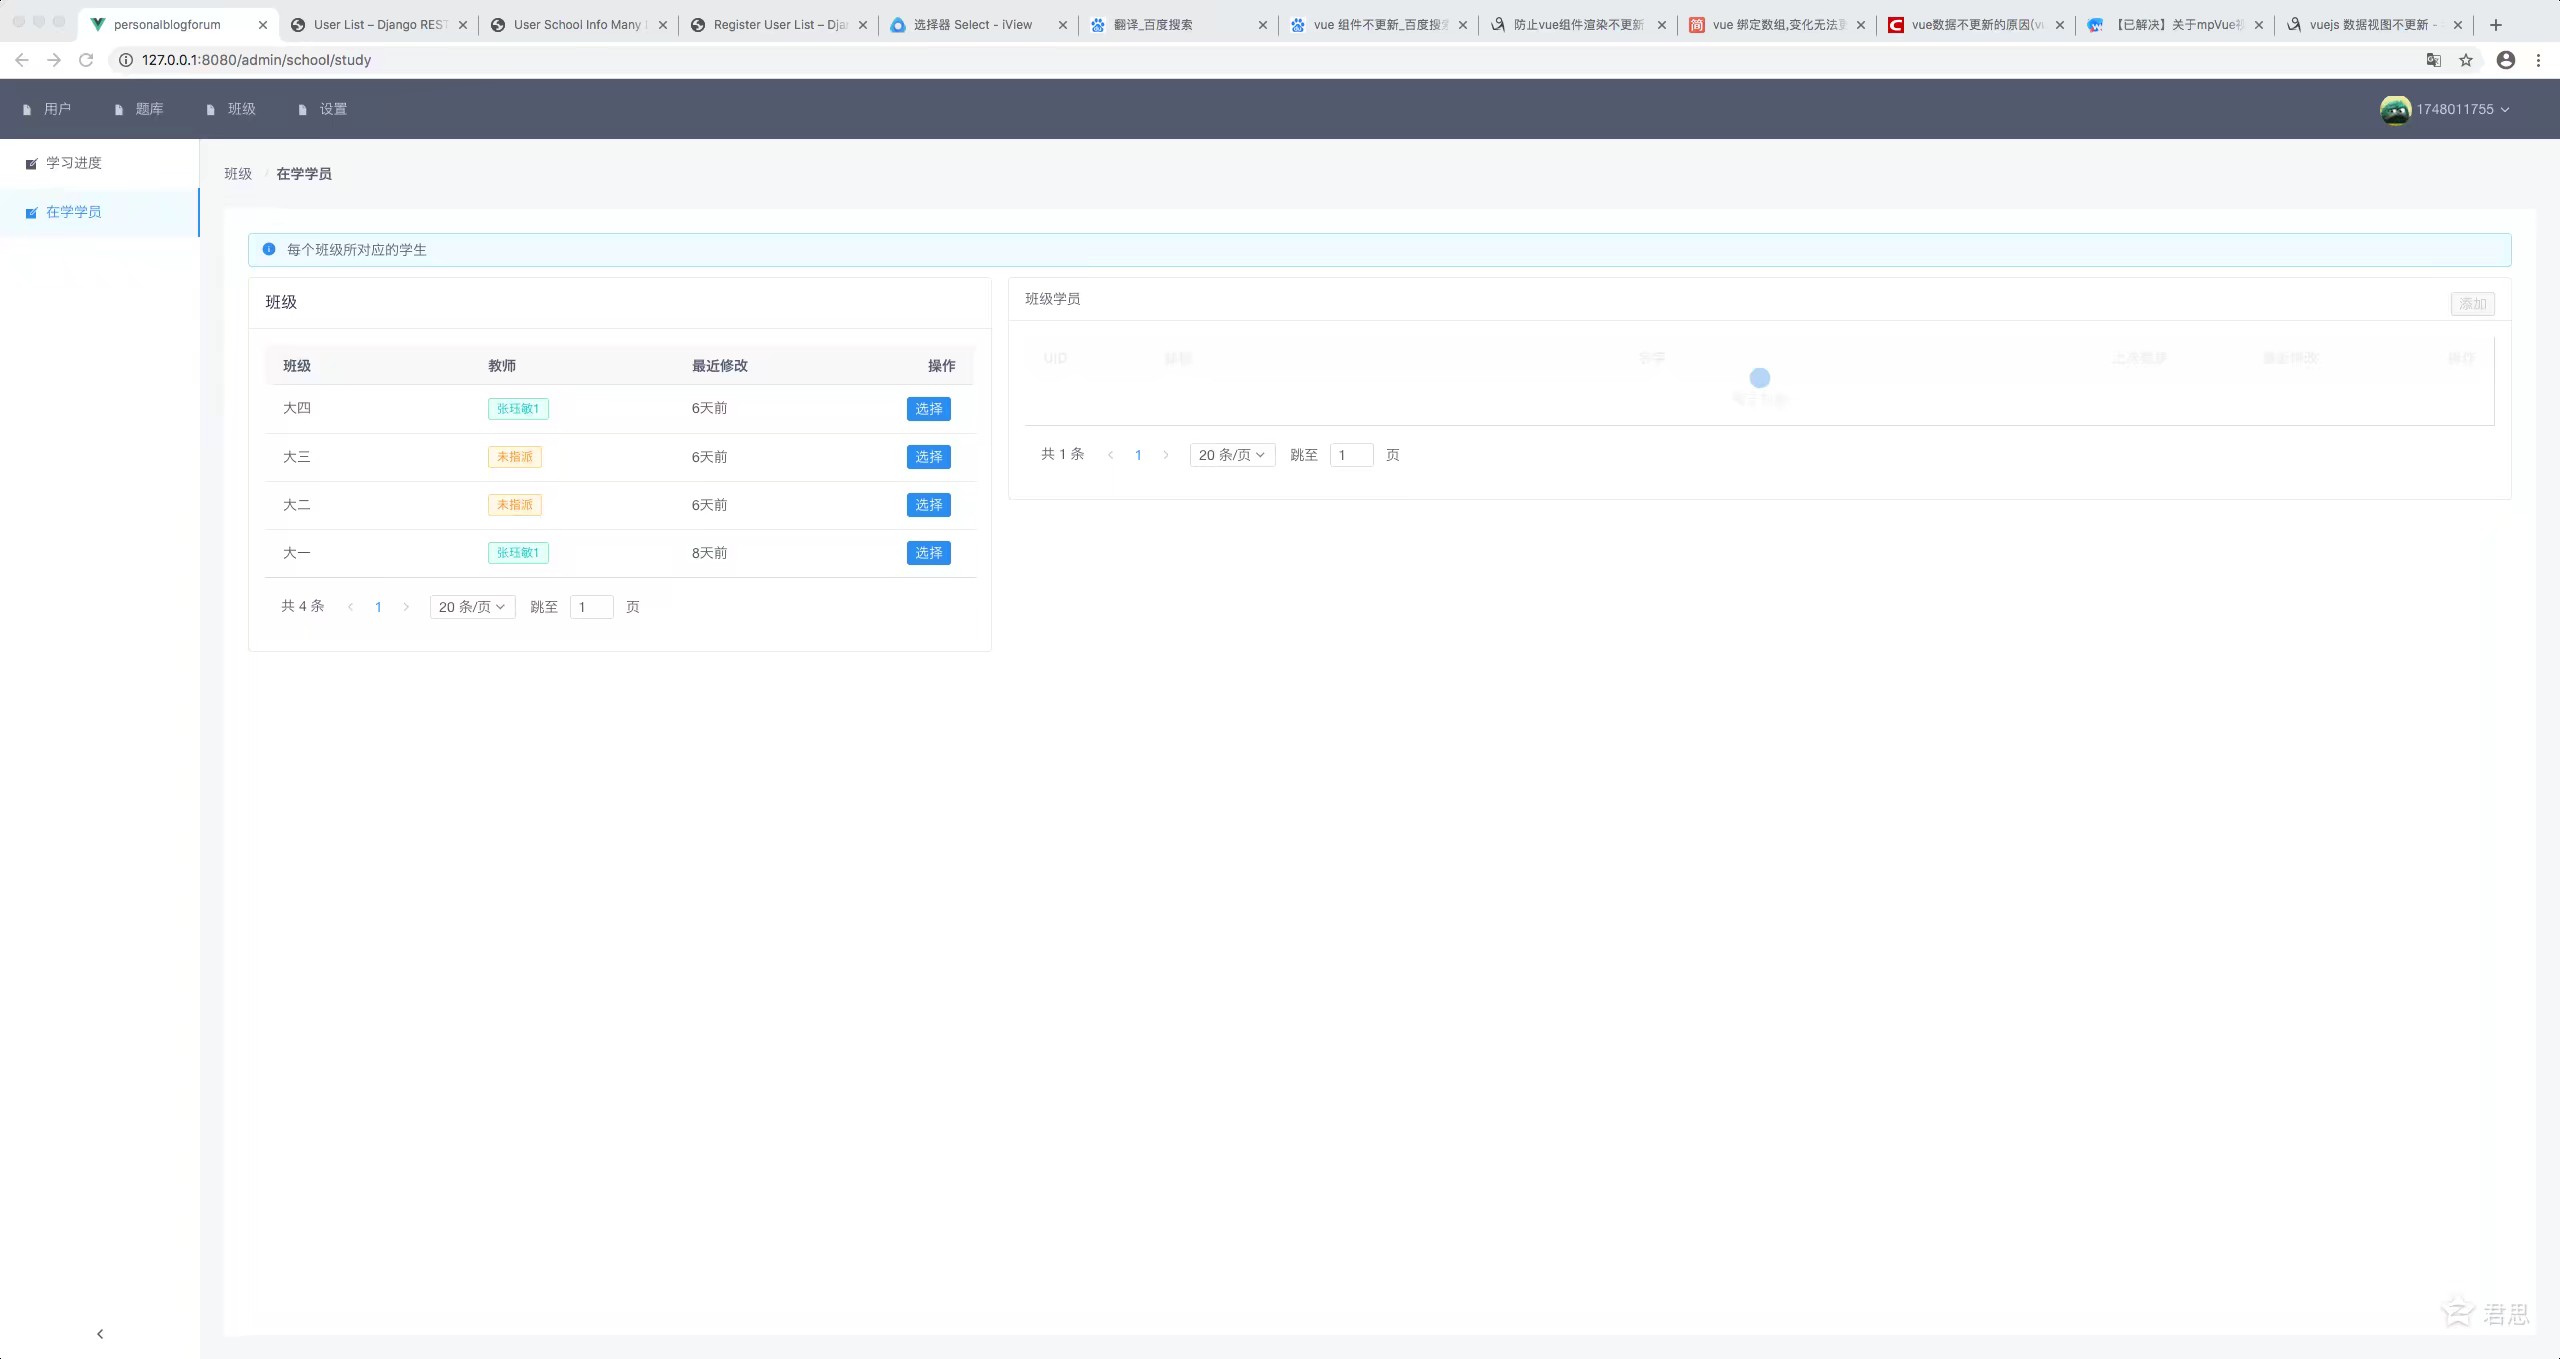 personalblogforum
User List – Django REST
User School Info Many
Register User List – Dja
选择器 Select - iView
翻译_百度搜索
vue 组件不更新_百度搜
防止vue组件渲染不更新
vue 绑定数组,变化无法
vue数据不更新的原因(v
【已解决】关于mpVue
vuejs 数据视图不更新 -
127.0.0.1:8080/admin/school/study
用户
题库
班级
设置
1748011755
学习进度
在学学员
班级 / 在学学员
每个班级所对应的学生
班级
班级 教师 最近修改 操作
大四 张珏敏1 6天前 选择
大三 未指派 6天前 选择
大二 未指派 6天前 选择
大一 张珏敏1 8天前 选择
共 4 条 1 20 条/页 跳至 1 页
班级学员
添加
UID
最近修改 操作
共 1 条 1 20 条/页 跳至 1 页
君思